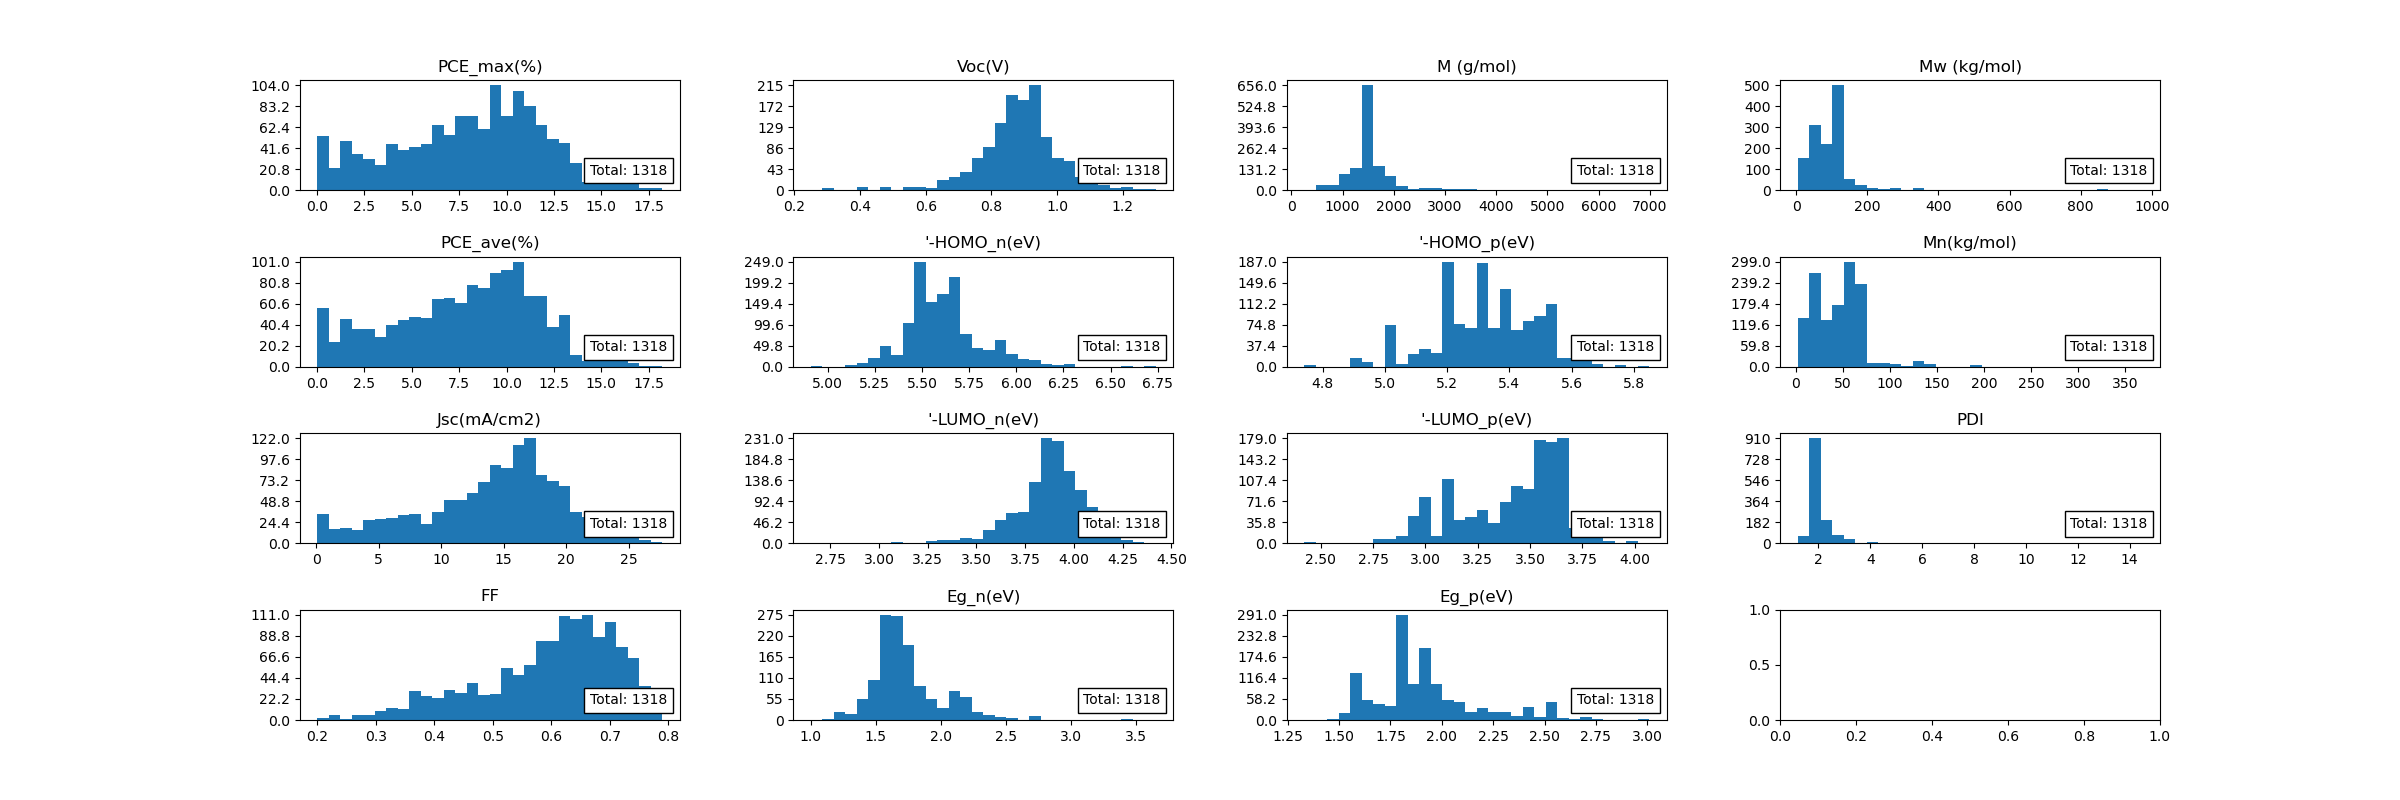 PCE_max(%)
104.0
83.2
62.4
41.6
20.8
0.0
Total: 1318
0.0 2.5 5.0 7.5 10.0 12.5 15.0 17.5
Voc(V)
215
172
129
86
43
0
Total: 1318
0.2 0.4 0.6 0.8 1.0 1.2
M (g/mol)
656.0
524.8
393.6
262.4
131.2
0.0
Total: 1318
0 1000 2000 3000 4000 5000 6000 7000
Mw (kg/mol)
500
400
300
200
100
0
Total: 1318
0 200 400 600 800 1000
PCE_ave(%)
101.0
80.8
60.6
40.4
20.2
0.0
Total: 1318
0.0 2.5 5.0 7.5 10.0 12.5 15.0 17.5
'-HOMO_n(eV)
249.0
199.2
149.4
99.6
49.8
0.0
Total: 1318
5.00 5.25 5.50 5.75 6.00 6.25 6.50 6.75
'-HOMO_p(eV)
187.0
149.6
112.2
74.8
37.4
0.0
Total: 1318
4.8 5.0 5.2 5.4 5.6 5.8
Mn(kg/mol)
299.0
239.2
179.4
119.6
59.8
0.0
Total: 1318
0 50 100 150 200 250 300 350
Jsc(mA/cm2)
122.0
97.6
73.2
48.8
24.4
0.0
Total: 1318
0 5 10 15 20 25
'-LUMO_n(eV)
231.0
184.8
138.6
92.4
46.2
0.0
Total: 1318
2.75 3.00 3.25 3.50 3.75 4.00 4.25 4.50
'-LUMO_p(eV)
179.0
143.2
107.4
71.6
35.8
0.0
Total: 1318
2.50 2.75 3.00 3.25 3.50 3.75 4.00
PDI
910
728
546
364
182
0
Total: 1318
2 4 6 8 10 12 14
FF
111.0
88.8
66.6
44.4
22.2
0.0
Total: 1318
0.2 0.3 0.4 0.5 0.6 0.7 0.8
Eg_n(eV)
275
220
165
110
55
0
Total: 1318
1.0 1.5 2.0 2.5 3.0 3.5
Eg_p(eV)
291.0
232.8
174.6
116.4
58.2
0.0
Total: 1318
1.25 1.50 1.75 2.00 2.25 2.50 2.75 3.00
1.0
0.5
0.0
0.0 0.2 0.4 0.6 0.8 1.0